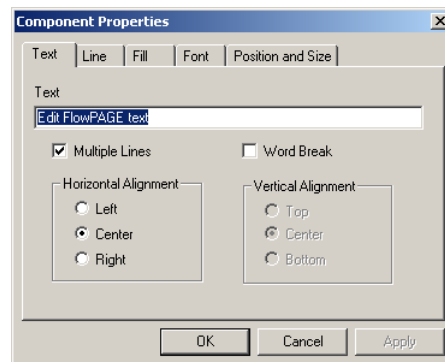 Component Properties
Text Line Fill Font Position and Size
Text
Edit FlowPAGE text
Multiple Lines Word Break
Horizontal Alignment Vertical Alignment
Left Top
Center Center
Right Bottom
OK Cancel Apply